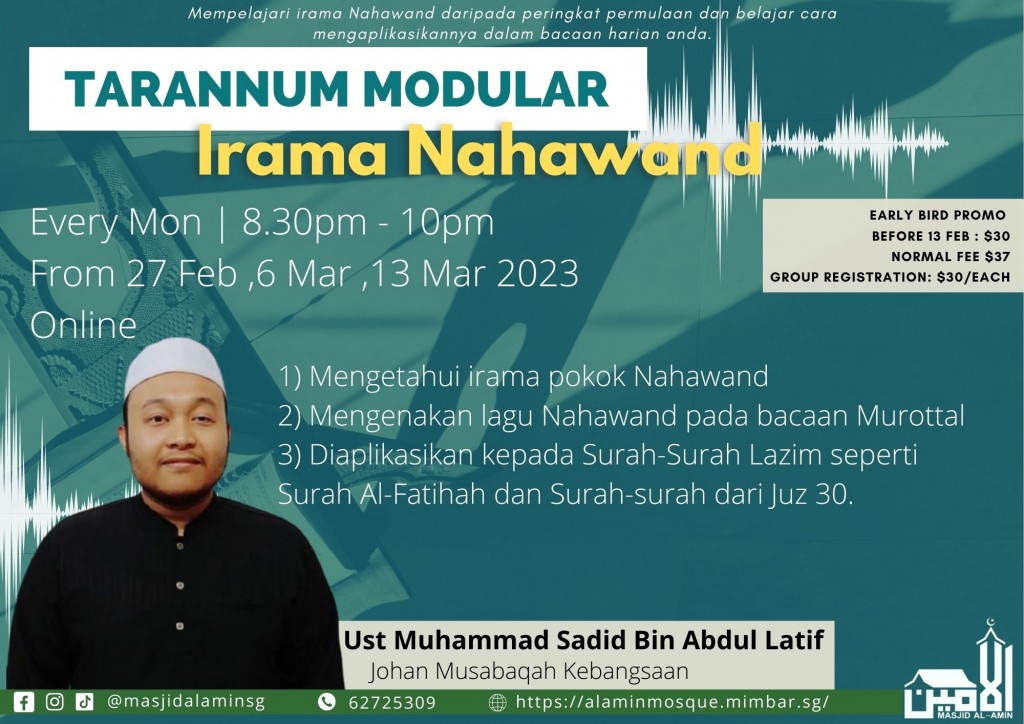 Mempelajari irama Nahawand daripada peringkat permulaan dan belajar cara
mengaplikasikannya dalam bacaan harian anda.
TARANNUM MODULAR
Irama Nahawand
Every Mon | 8.30pm - 10pm
From 27 Feb ,6 Mar ,13 Mar 2023
Online
EARLY BIRD PROMO
BEFORE 13 FEB : $30
NORMAL FEE $37
GROUP REGISTRATION: $30/EACH
1) Mengetahui irama pokok Nahawand
2) Mengenakan lagu Nahawand pada bacaan Murottal
3) Diaplikasikan kepada Surah-Surah Lazim seperti
Surah Al-Fatihah dan Surah-surah dari Juz 30.
Ust Muhammad Sadid Bin Abdul Latif
Johan Musabaqah Kebangsaan
@masjidalaminsg
62725309
https://alaminmosque.mimbar.sg/
الأمين
MASJID AL-AMIN